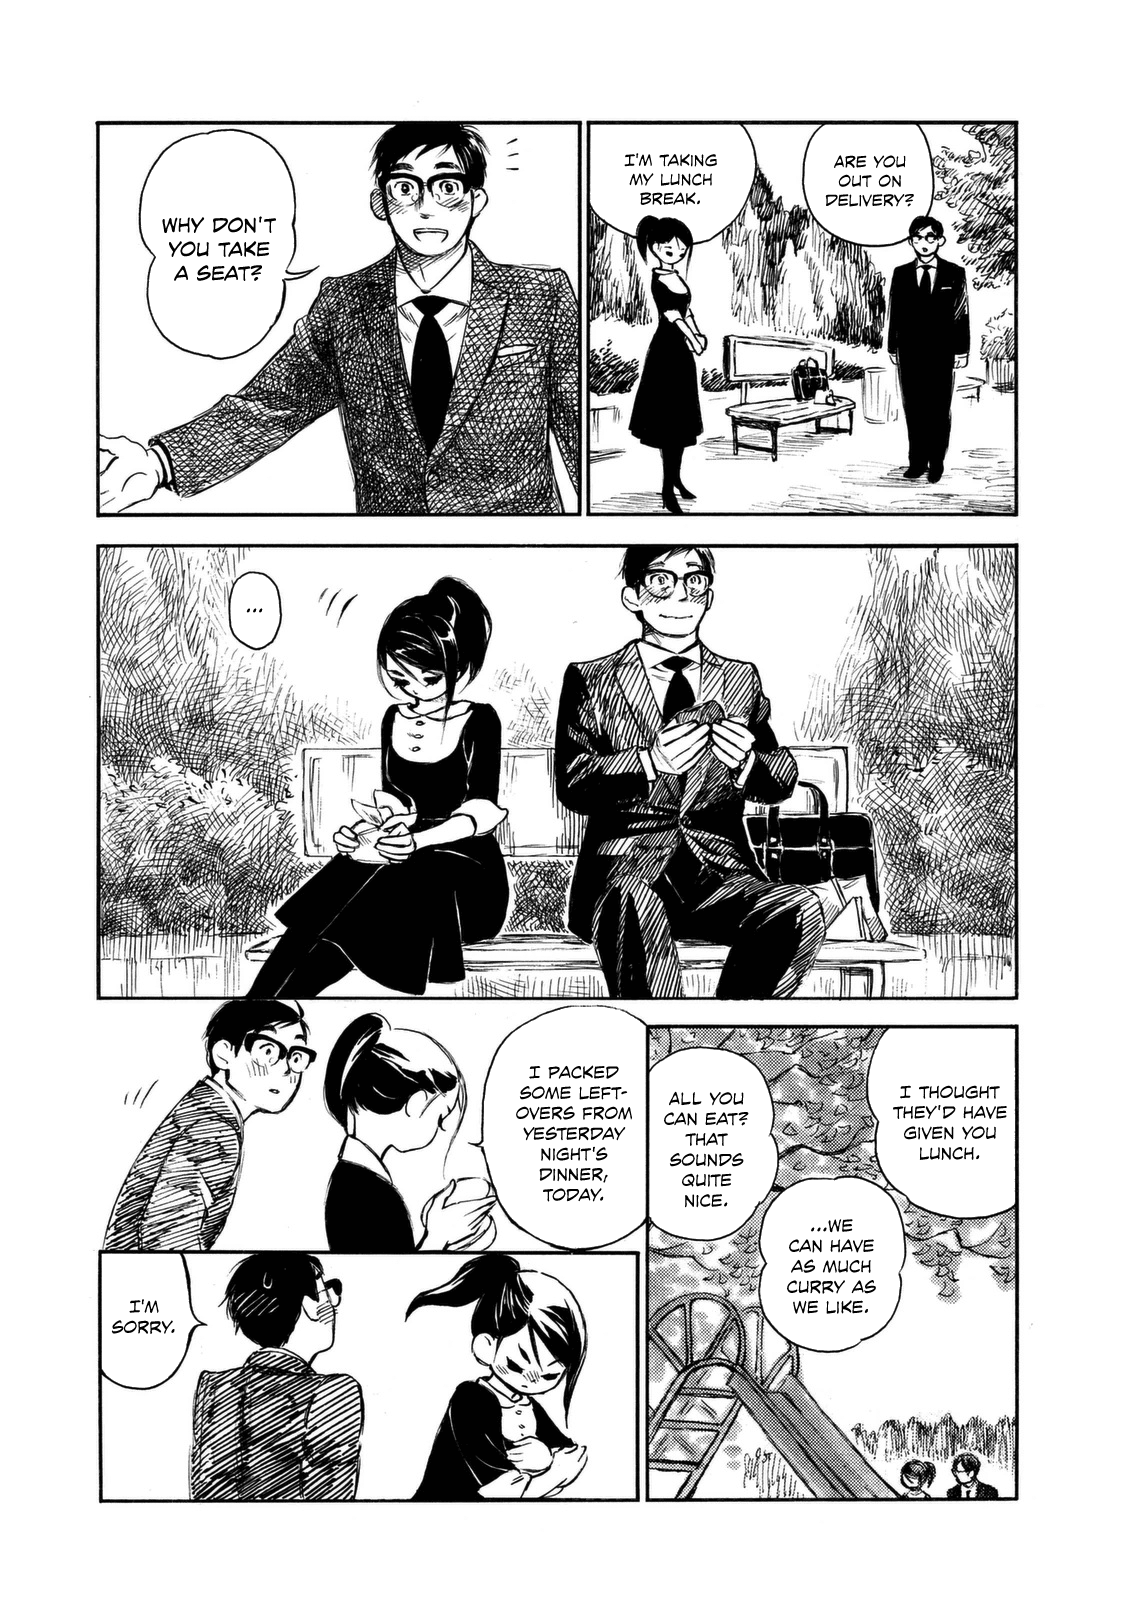 ARE YOU
OUT ON
DELIVERY?
I'M TAKING
MY LUNCH
BREAK.
WHY DON'T
YOU TAKE
A SEAT?
...
I THOUGHT
THEY'D HAVE
GIVEN YOU
LUNCH.
...WE
CAN HAVE
AS MUCH
CURRY AS
WE LIKE.
ALL YOU
CAN EAT?
THAT
SOUNDS
QUITE
NICE.
I PACKED
SOME LEFT-
OVERS FROM
YESTERDAY
NIGHT'S
DINNER,
TODAY.
I'M
SORRY.